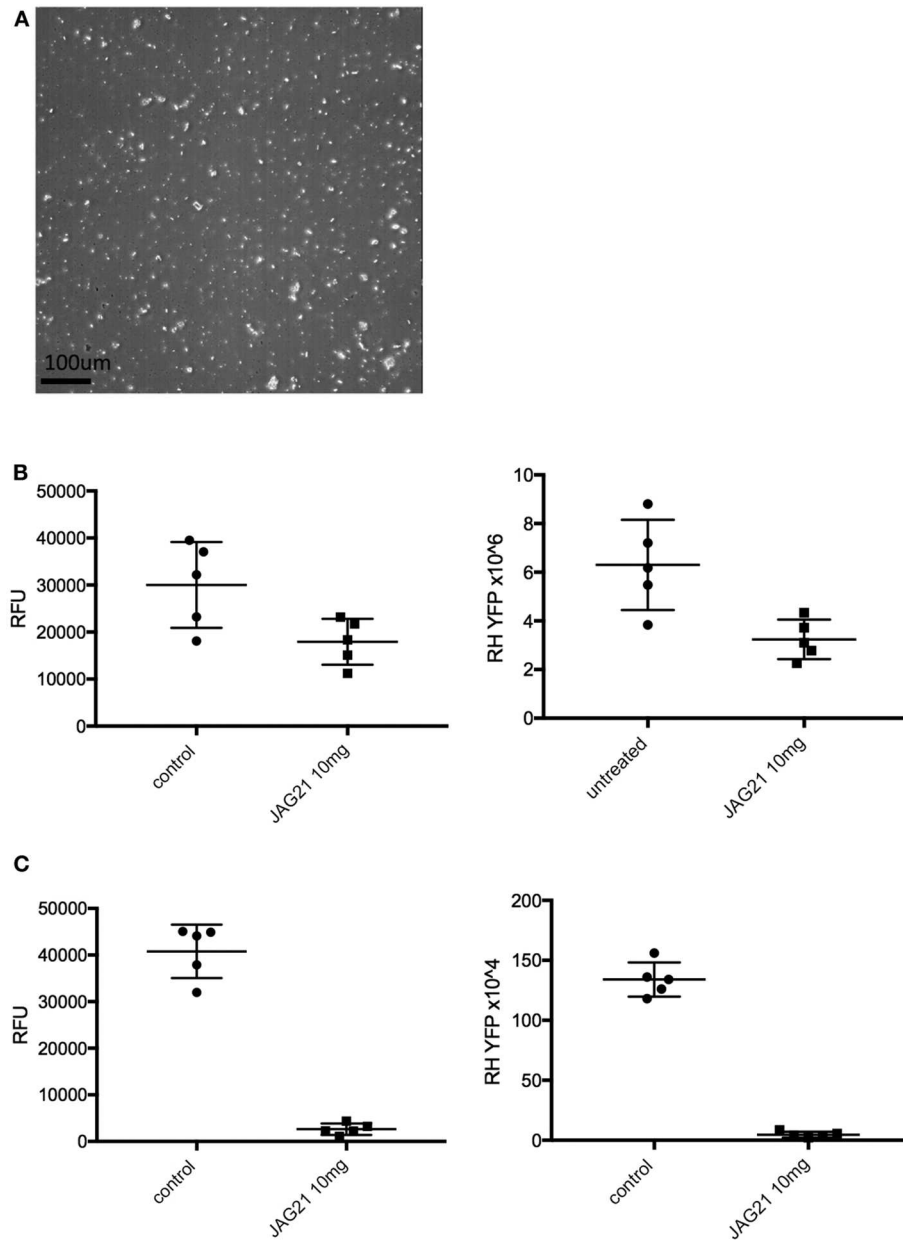 A
100um
B
50000
40000
30000
20000
10000
0
RFU
control
JAG21 10mg
10
8
6
4
2
0
RH YFP x10^6
untreated
JAG21 10mg
C
50000
40000
30000
20000
10000
0
RFU
control
JAG21 10mg
200
150
100
50
0
RH YFP x10^4
control
JAG21 10mg